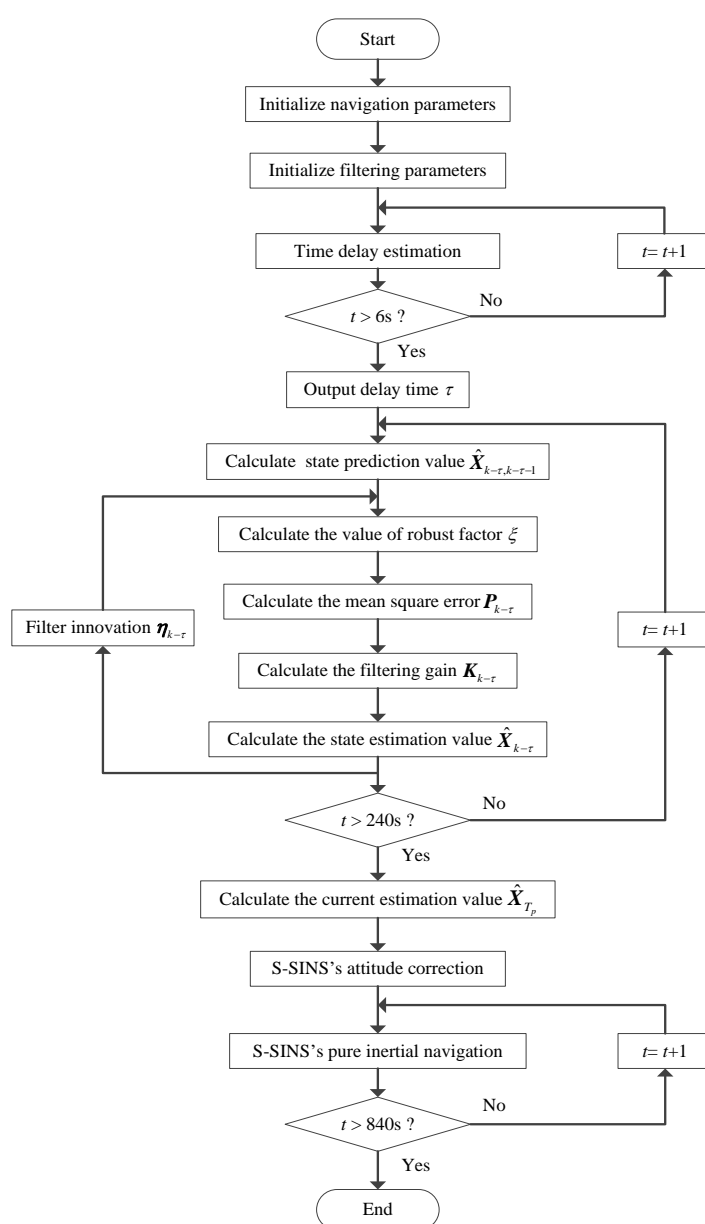 Start
Initialize navigation parameters
Initialize filtering parameters
Time delay estimation
t= t+1
No
t > 6s ?
Yes
Output delay time τ
Calculate  state prediction value X̂ₖ₋τ,ₖ₋τ₋₁
Calculate the value of robust factor ξ
Calculate the mean square error Pₖ₋τ
Filter innovation ηₖ₋τ
t= t+1
Calculate the filtering gain Kₖ₋τ
Calculate the state estimation value X̂ₖ₋τ
No
t > 240s ?
Yes
Calculate the current estimation value X̂_Tₚ
S-SINS’s attitude correction
S-SINS’s pure inertial navigation
t= t+1
No
t > 840s ?
Yes
End